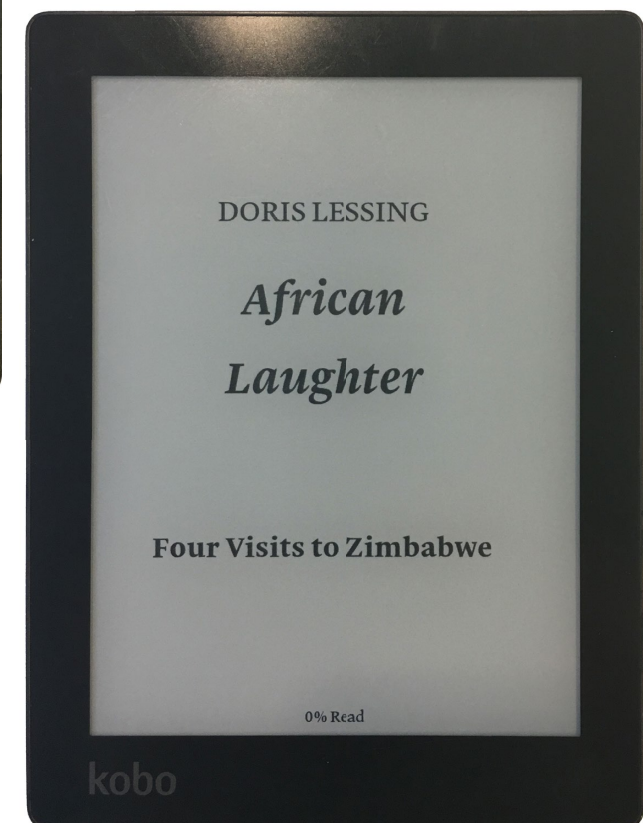 DORIS LESSING
African
Laughter
Four Visits to Zimbabwe
0% Read
kobo